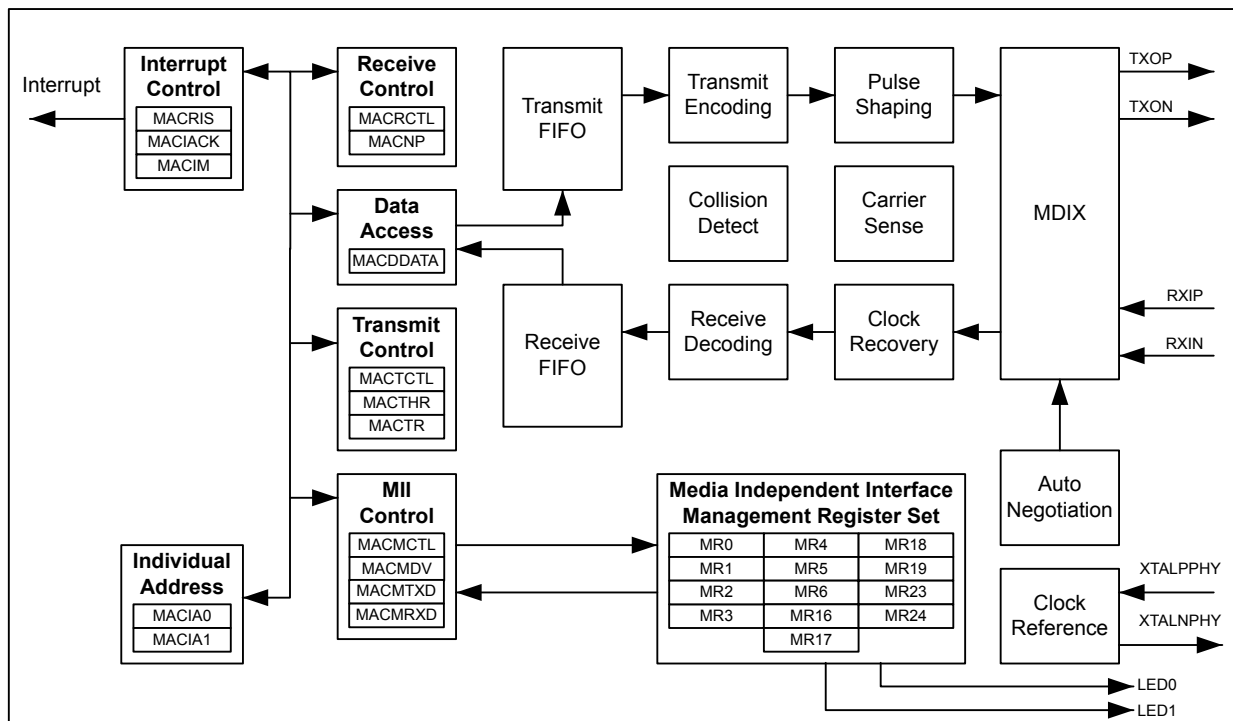 Interrupt
Interrupt
Control
MACRIS
MACIACK
MACIM
Receive
Control
MACRCTL
MACNP
Data
Access
MACDDATA
Transmit
Control
MACTCTL
MACTHR
MACTR
MII
Control
MACMCTL
MACMDV
MACMTXD
MACMRXD
Individual
Address
MACIA0
MACIA1
Transmit
FIFO
Transmit
Encoding
Pulse
Shaping
Collision
Detect
Carrier
Sense
Receive
FIFO
Receive
Decoding
Clock
Recovery
MDIX
TXOP
TXON
RXIP
RXIN
Auto
Negotiation
Media Independent Interface
Management Register Set
MR0 MR4 MR18
MR1 MR5 MR19
MR2 MR6 MR23
MR3 MR16 MR24
MR17
Clock
Reference
XTALPPHY
XTALNPHY
LED0
LED1